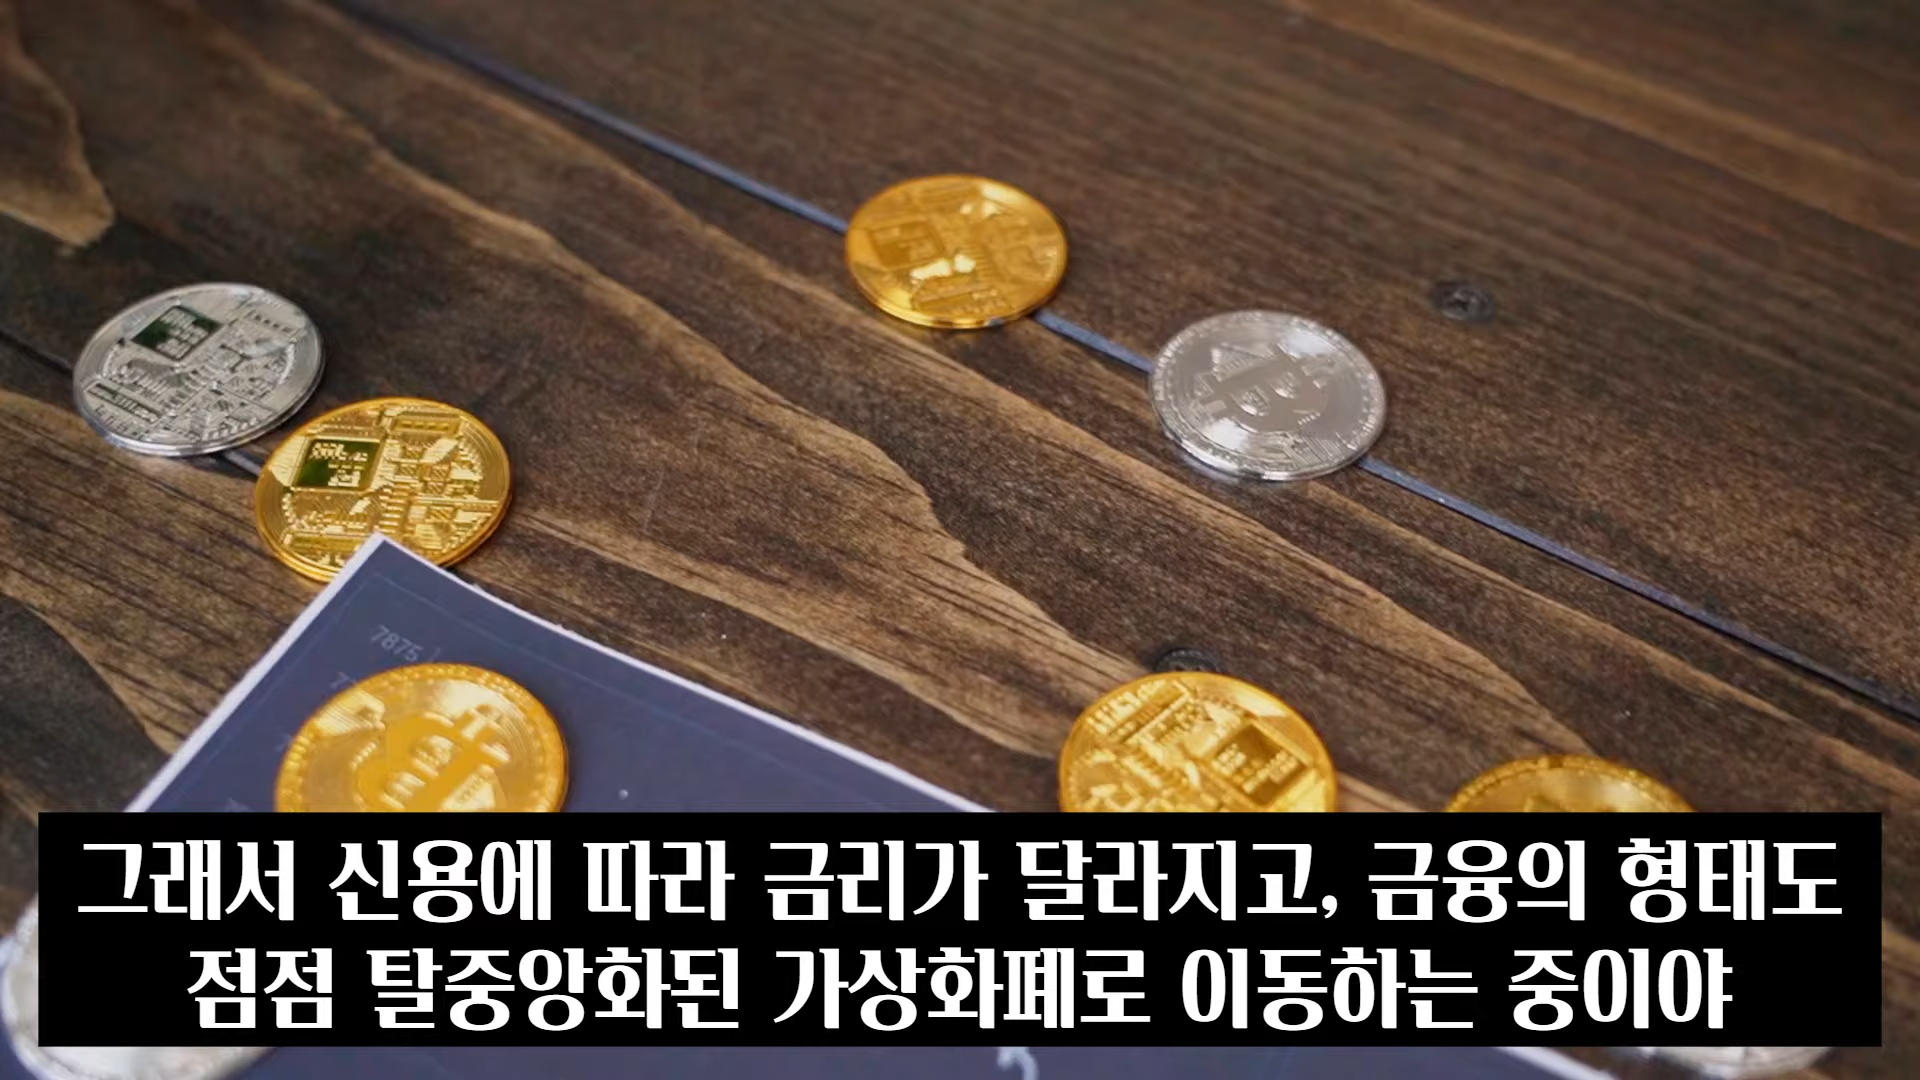 7875
그래서 신용에 따라 금리가 달라지고, 금융의 형태도
점점 탈중앙화된 가상화폐로 이동하는 중이야